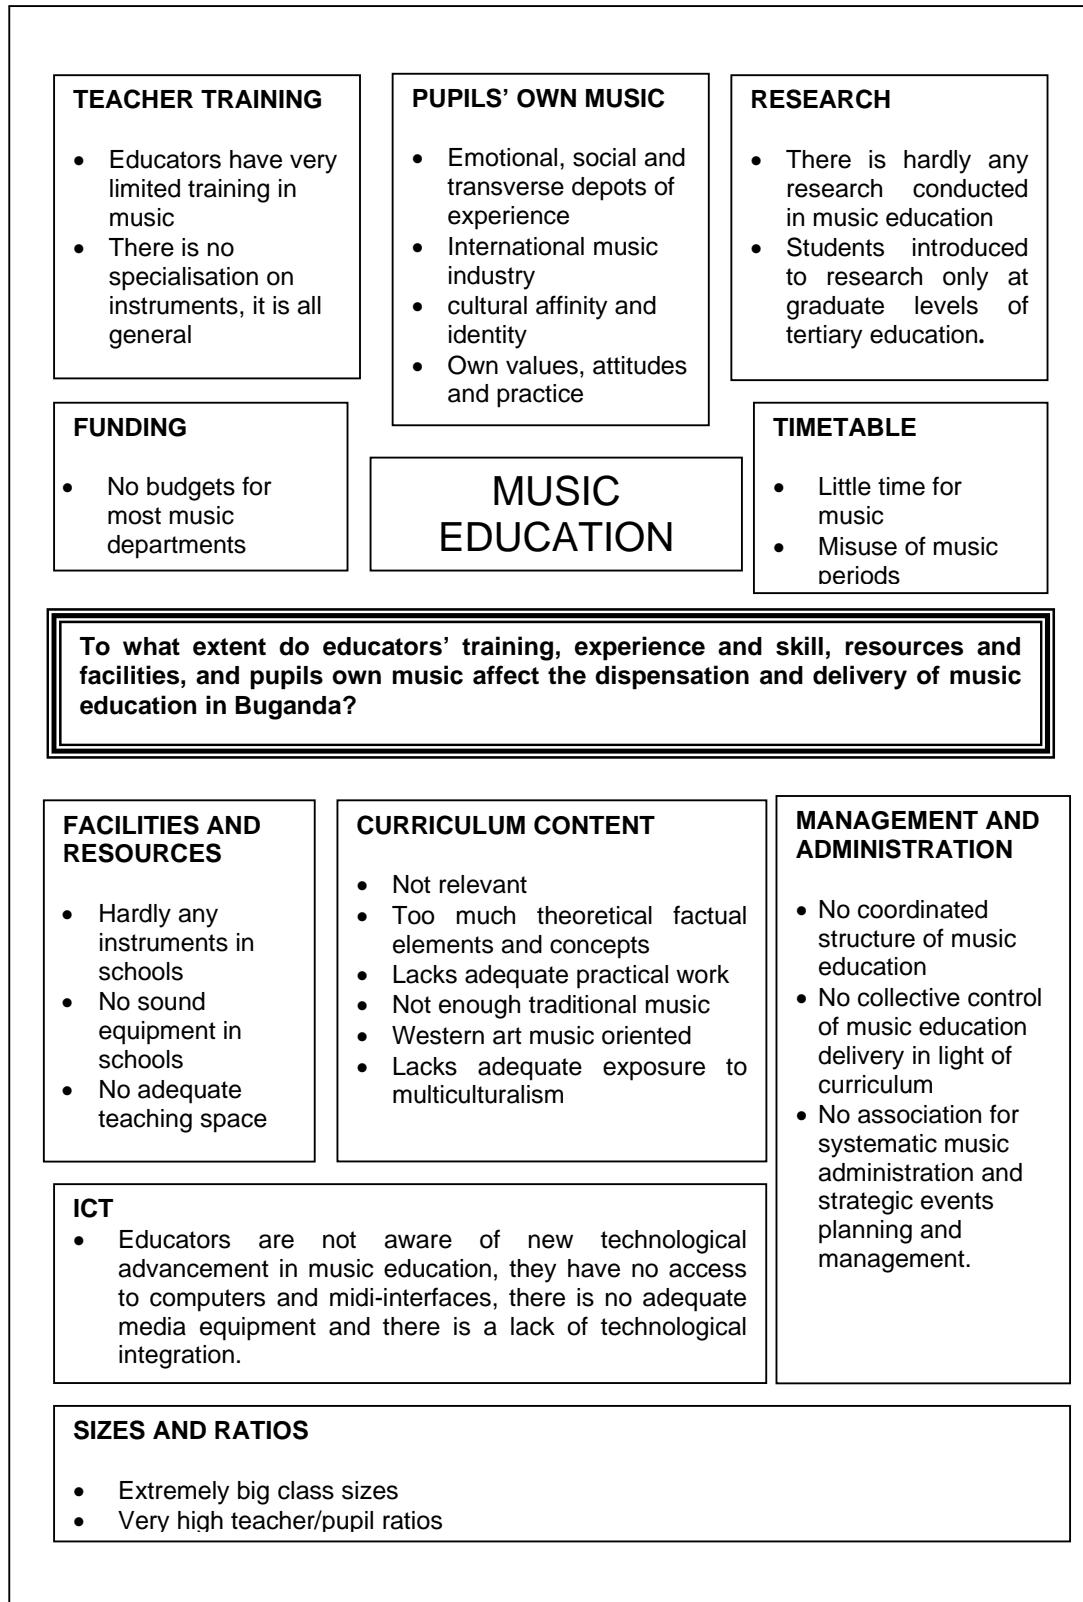 TEACHER TRAINING
• Educators have very
limited training in
music
• There is no
specialisation on
instruments, it is all
general
PUPILS’ OWN MUSIC
• Emotional, social and
transverse depots of
experience
• International music
industry
• cultural affinity and
identity
• Own values, attitudes
and practice
RESEARCH
• There is hardly any
research conducted
in music education
• Students introduced
to research only at
graduate levels of
tertiary education.
FUNDING
• No budgets for
most music
departments
MUSIC
EDUCATION
TIMETABLE
• Little time for
music
• Misuse of music
periods
To what extent do educators’ training, experience and skill, resources and
facilities, and pupils own music affect the dispensation and delivery of music
education in Buganda?
FACILITIES AND
RESOURCES
• Hardly any
instruments in
schools
• No sound
equipment in
schools
• No adequate
teaching space
CURRICULUM CONTENT
• Not relevant
• Too much theoretical factual
elements and concepts
• Lacks adequate practical work
• Not enough traditional music
• Western art music oriented
• Lacks adequate exposure to
multiculturalism
MANAGEMENT AND
ADMINISTRATION
• No coordinated
structure of music
education
• No collective control
of music education
delivery in light of
curriculum
• No association for
systematic music
administration and
strategic events
planning and
management.
ICT
• Educators are not aware of new technological
advancement in music education, they have no access
to computers and midi-interfaces, there is no adequate
media equipment and there is a lack of technological
integration.
SIZES AND RATIOS
• Extremely big class sizes
• Very high teacher/pupil ratios